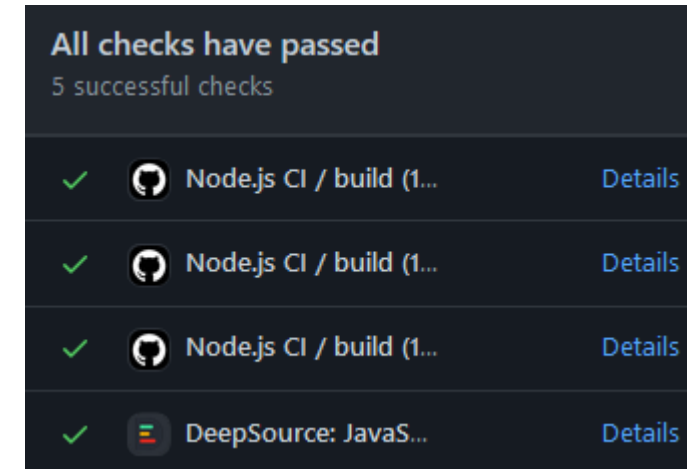 All checks have passed
5 successful checks
Node.js CI / build (1... Details
Node.js CI / build (1... Details
Node.js CI / build (1... Details
DeepSource: JavaS... Details